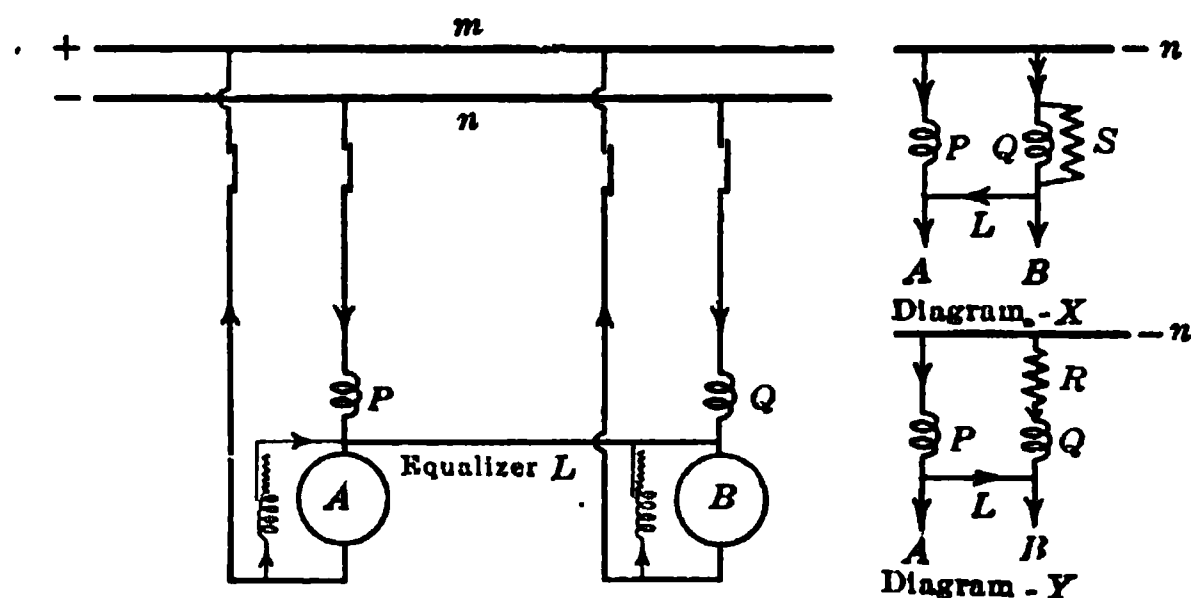 m
+
− n
−
n
P Q S
L
A B
Diagram - X
− n
R
P Q
P Q
Equalizer L
L
A B
A B
Diagram - Y